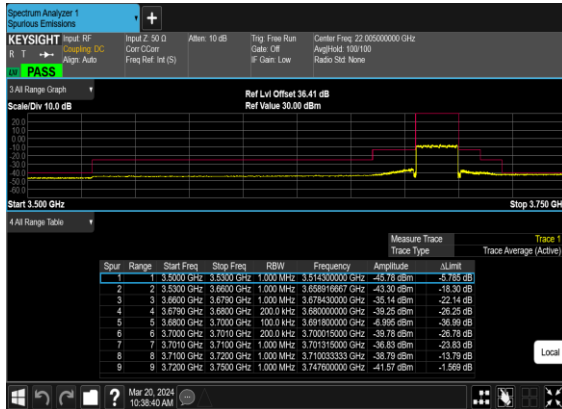 Spectrum Analyzer 1
Spurious Emissions
+
KEYSIGHT Input: RF Input Z: 50 Ω Atten: 10 dB Trig: Free Run Center Freq: 22.005000000 GHz
R T Coupling: DC Corr CCorr Gate: Off Avg|Hold: 100/100
Align: Auto Freq Ref: Int (S) IF Gain: Low Radio Std: None
PASS
3 All Range Graph Ref Lvl Offset 36.41 dB
Scale/Div 10.0 dB Ref Value 30.00 dBm
20.0
10.0
0.00
-10.0
-20.0
-30.0
-40.0
-50.0
-60.0
Start 3.500 GHz Stop 3.750 GH
4 All Range Table
Measure Trace Trace 1
Trace Type Trace Average (Active)
Spur Range Start Freq Stop Freq RBW Frequency Amplitude ΔLimit
1 1 3.5000 GHz 3.5300 GHz 1.000 MHz 3.514300000 GHz -45.78 dBm -5.785 dB
2 2 3.5300 GHz 3.6600 GHz 1.000 MHz 3.658916667 GHz -43.30 dBm -18.30 dB
3 3 3.6600 GHz 3.6790 GHz 1.000 MHz 3.678430000 GHz -35.14 dBm -22.14 dB
4 4 3.6790 GHz 3.6800 GHz 200.0 kHz 3.680000000 GHz -39.25 dBm -26.25 dB
5 5 3.6800 GHz 3.7000 GHz 100.0 kHz 3.691800000 GHz -6.995 dBm -36.99 dB
6 6 3.7000 GHz 3.7010 GHz 200.0 kHz 3.700015000 GHz -39.78 dBm -26.78 dB
7 7 3.7010 GHz 3.7100 GHz 1.000 MHz 3.701315000 GHz -36.83 dBm -23.83 dB
8 8 3.7100 GHz 3.7200 GHz 1.000 MHz 3.710033333 GHz -38.79 dBm -13.79 dB
9 9 3.7200 GHz 3.7500 GHz 1.000 MHz 3.747600000 GHz -41.57 dBm -1.569 dB
Local
? Mar 20, 2024
10:38:40 AM